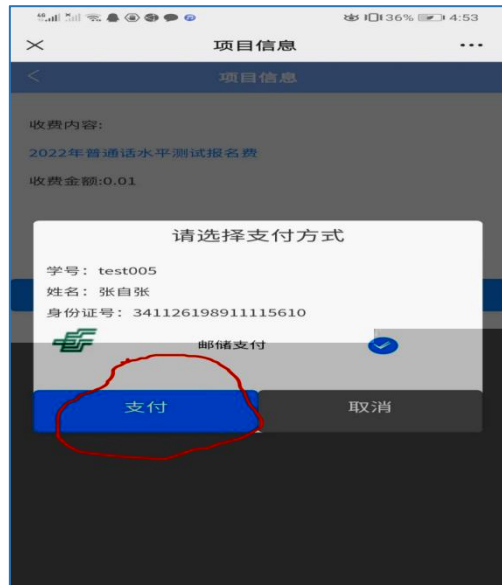 36% 4:53
项目信息
项目信息
收费内容:
2022年普通话水平测试报名费
收费金额:0.01
请选择支付方式
学号: test005
姓名: 张自张
身份证号: 341126198911115610
邮储支付
支付 取消